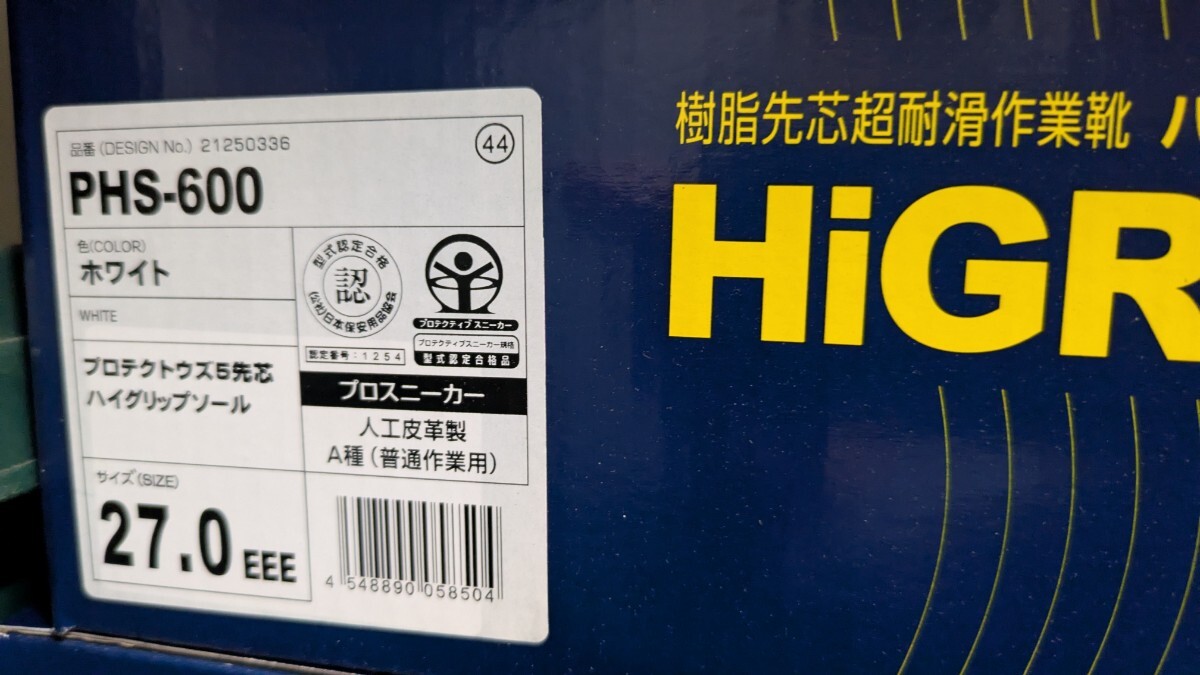 品番(DESIGN No.) 21250336
44
PHS-600
色(COLOR)
ホワイト
WHITE
型式認定合格
認
(公社)日本保安用品協会
認定番号:1254
プロテクティブスニーカー
プロテクティブスニーカー規格
型式認定合格品
プロテクトウズ5先芯
ハイグリップソール
プロスニーカー
人工皮革製
A種(普通作業用)
サイズ(SIZE)
27.0 EEE
4 548890 058504
樹脂先芯超耐滑作業靴 ハ
HiGR